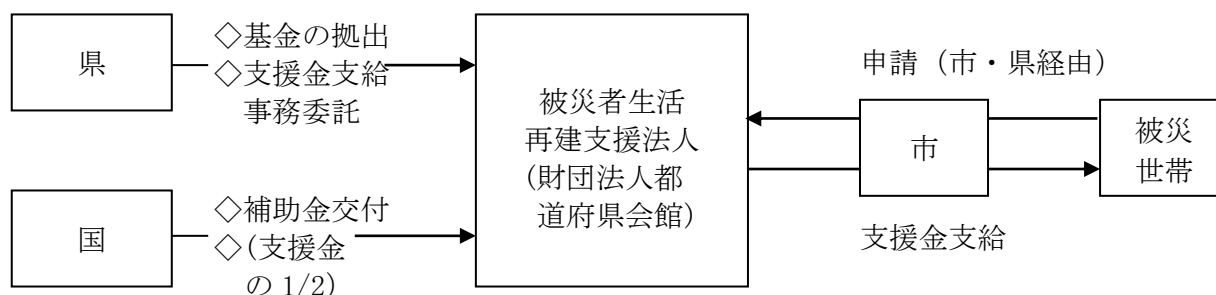 県
◇基金の拠出
◇支援金支給
事務委託
国
◇補助金交付
◇(支援金
の 1/2)
被災者生活
再建支援法人
(財団法人都
道府県会館)
申請（市・県経由）
市
被災
世帯
支援金支給